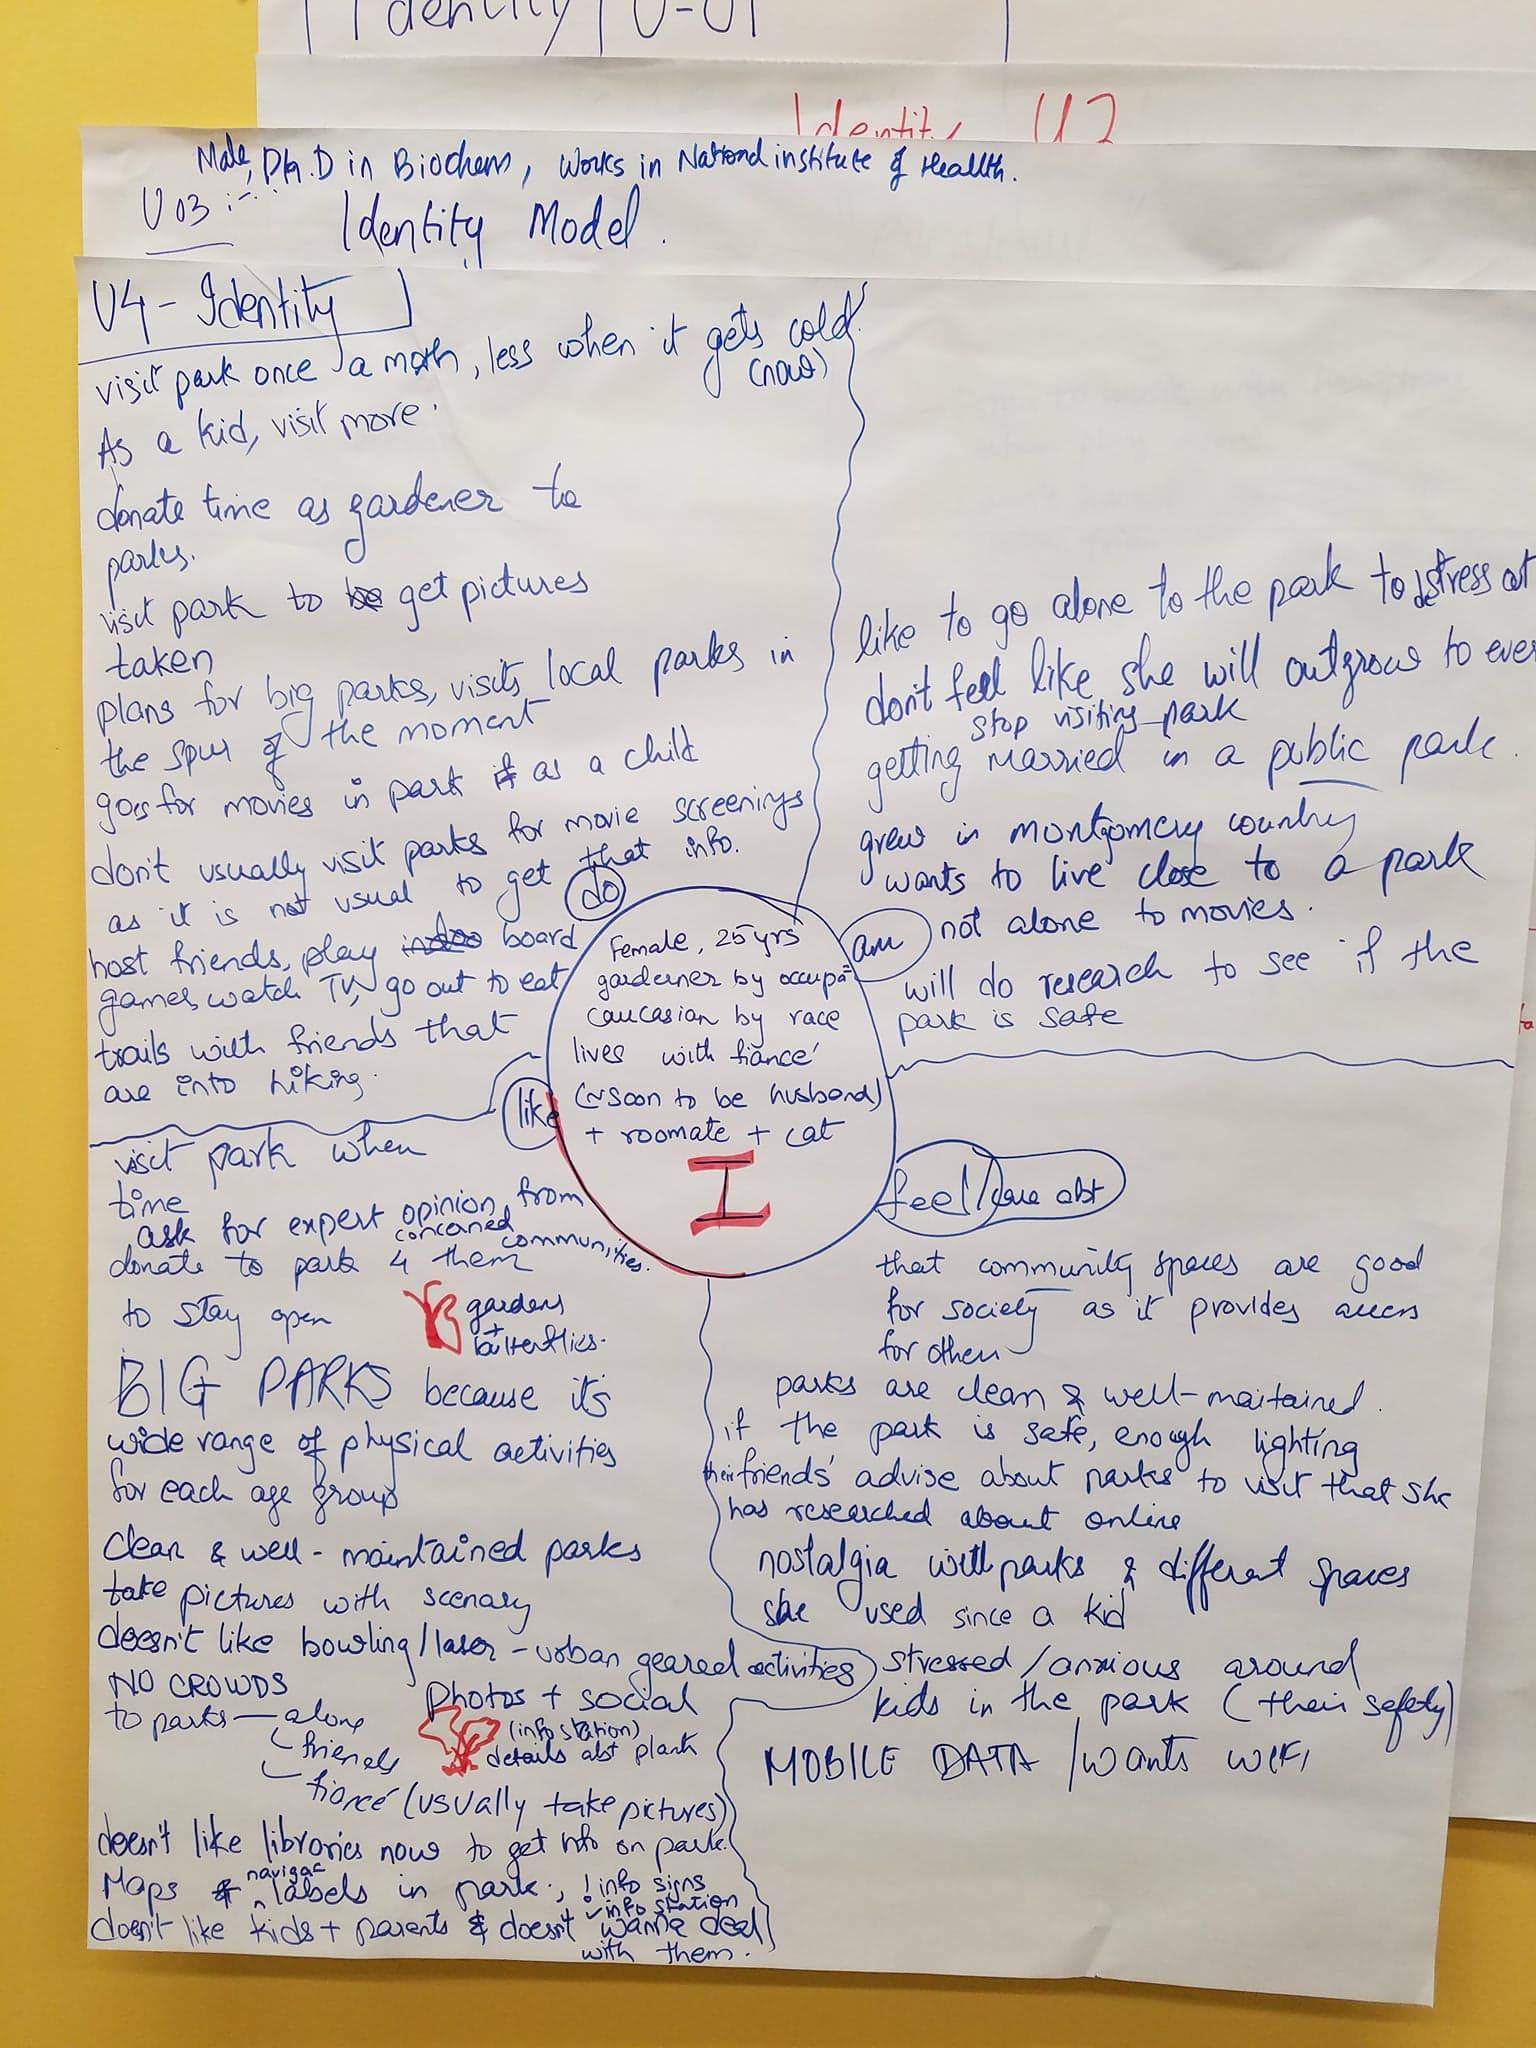 Identity U-01
Identity U2
Male, Ph.D in Biochem, Works in National institute of Health.
U03 :-
Identity Model.
U4 - Identity
visit park once a month, less when it gets cold
(now)
As a kid, visit more.
donate time as gardener to
parks.
visit park to get pictures
taken
plans for big parks, visits local parks in
the spur of the moment
goes for movies in park as a child
don't usually visit parks for movie screenings
as it is not usual to get that info.
host friends, play board
games, watch TV, go out to eat
trails with friends that
are into hiking.
do
like to go alone to the park to destress out
don't feel like she will outgrow to ever
stop visiting park
getting married in a public park.
grew in montgomery country
wants to live close to a park
am
not alone to movies.
will do research to see if the
park is safe
Female, 25 yrs
gardener by occupa
caucasian by race
lives with fiancé
(~soon to be husband)
+ roomate + cat
I
like
visit park when
time
ask for expert opinion from
concerned communities.
donate to park 4 them
to stay open
gardens
+
butterflies.
BIG PARKS because it's
wide range of physical activities
for each age group
clean & well-maintained parks
take pictures with scenary
doesn't like bowling/laser - urban geared activities
NO CROWDS
to parks — alone
friends
fiancé (usually take pictures)
photos + social
(info station)
details abt plant
doesn't like libraries now to get info on park.
Maps navigac labels in park., ! info signs
info station
doesn't like kids + parents & doesn't wanna deal
with them.
feel/care abt
that community spaces are good
for society as it provides access
for others
parks are clean & well-maitained.
if the park is safe, enough lighting
their friends' advise about parks to visit that she
has researched about online
nostalgia with parks & different spaces
she used since a kid
stressed/anxious around
kids in the park (their safety)
MOBILE DATA /wants WIFI